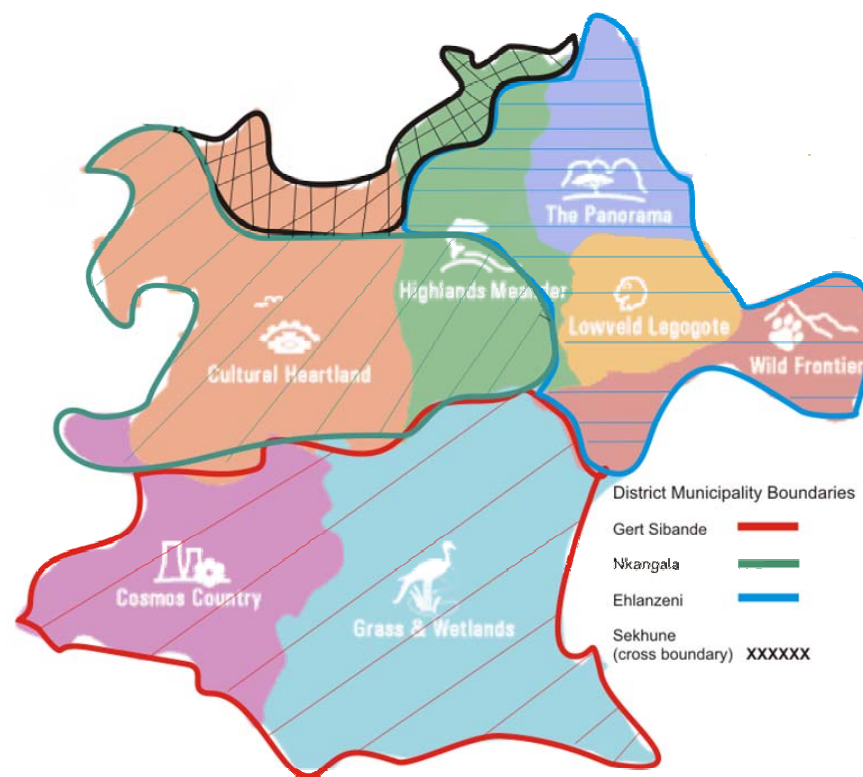 The Panorama
Highlands Meander
Lowveld Legogote
Wild Frontier
Cultural Heartland
Cosmos Country
Grass & Wetlands
District Municipality Boundaries
Gert Sibande
Nkangala
Ehlanzeni
Sekhune
(cross boundary) XXXXXX